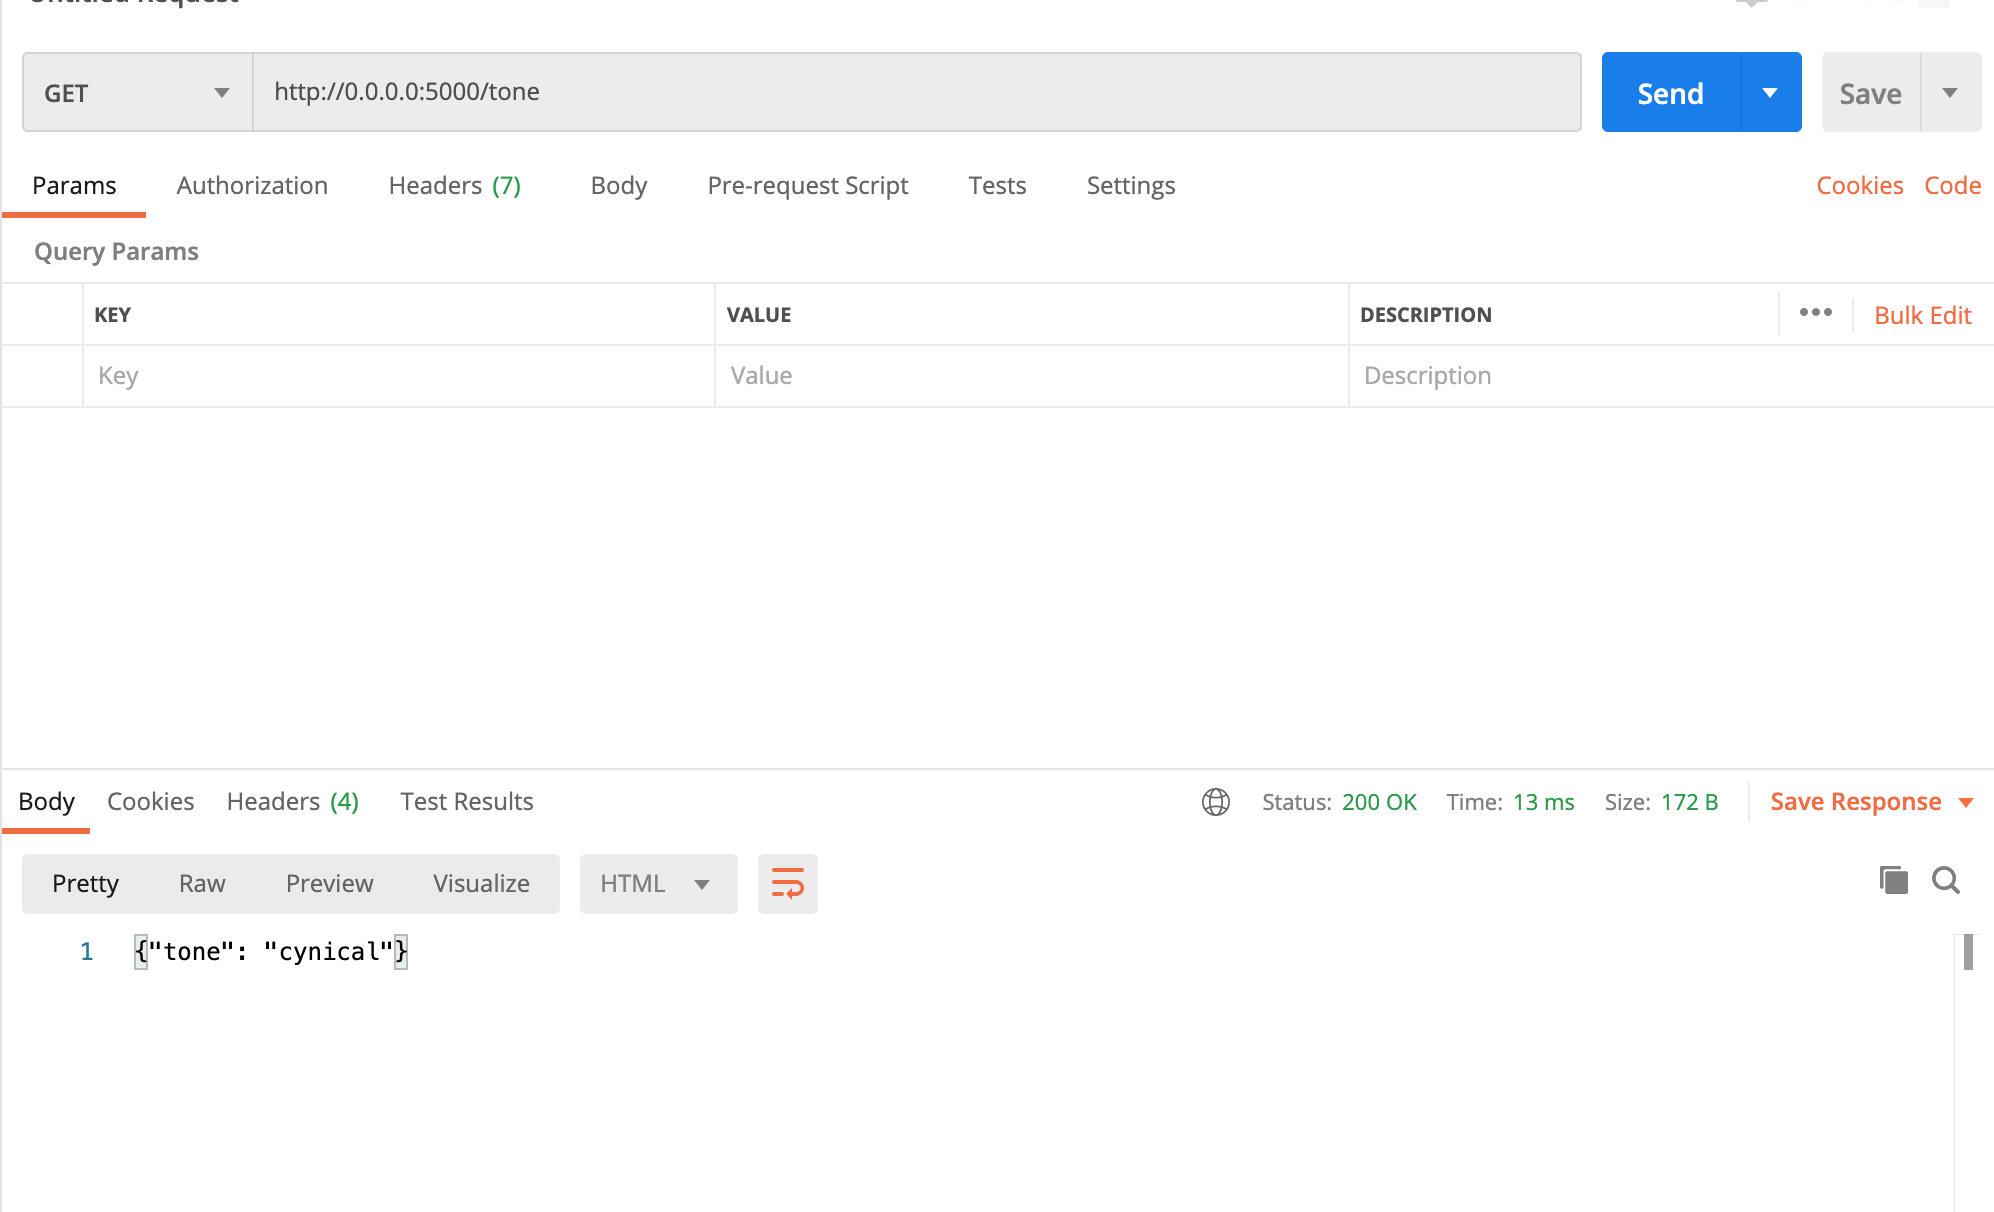 Untitled Request
GET http://0.0.0.0:5000/tone Send Save
Params Authorization Headers (7) Body Pre-request Script Tests Settings Cookies Code
Query Params
KEY VALUE DESCRIPTION Bulk Edit
Key Value Description
Body Cookies Headers (4) Test Results Status: 200 OK Time: 13 ms Size: 172 B Save Response
Pretty Raw Preview Visualize HTML
1 {"tone": "cynical"}